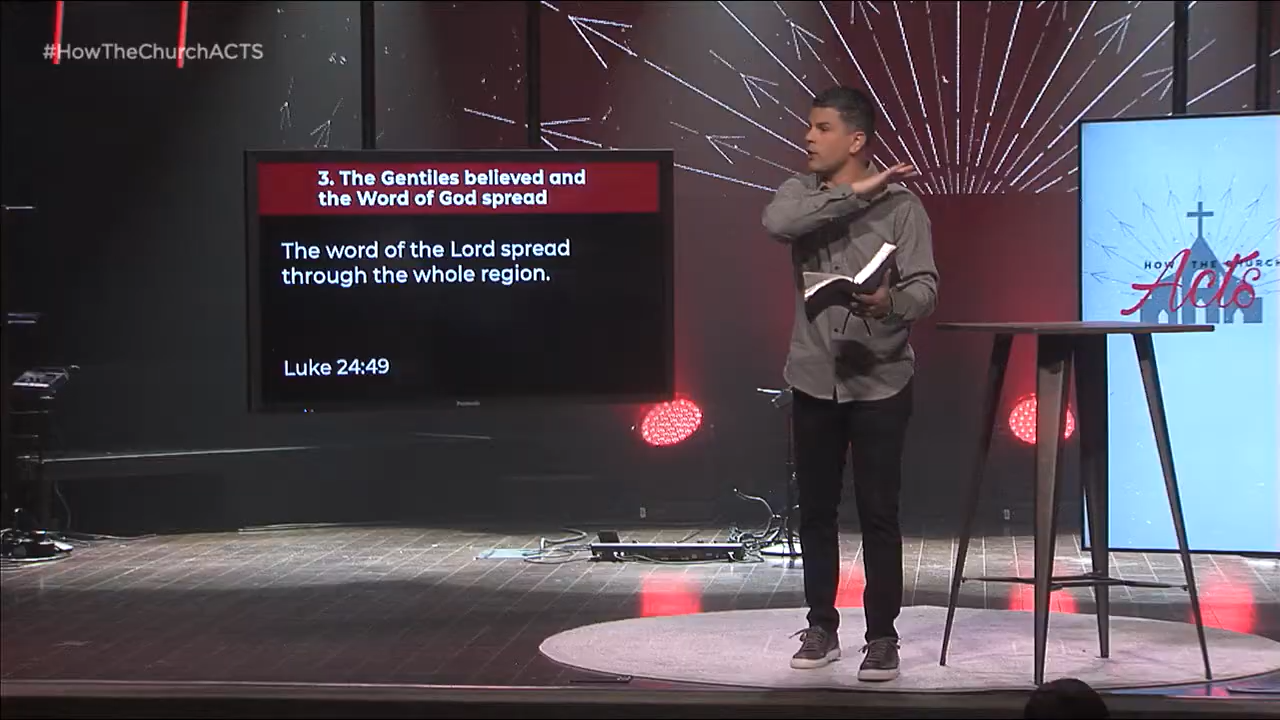 #HowTheChurchACTS
3. The Gentiles believed and
the Word of God spread
The word of the Lord spread
through the whole region.
Luke 24:49
HOW THE CHURCH
Acts